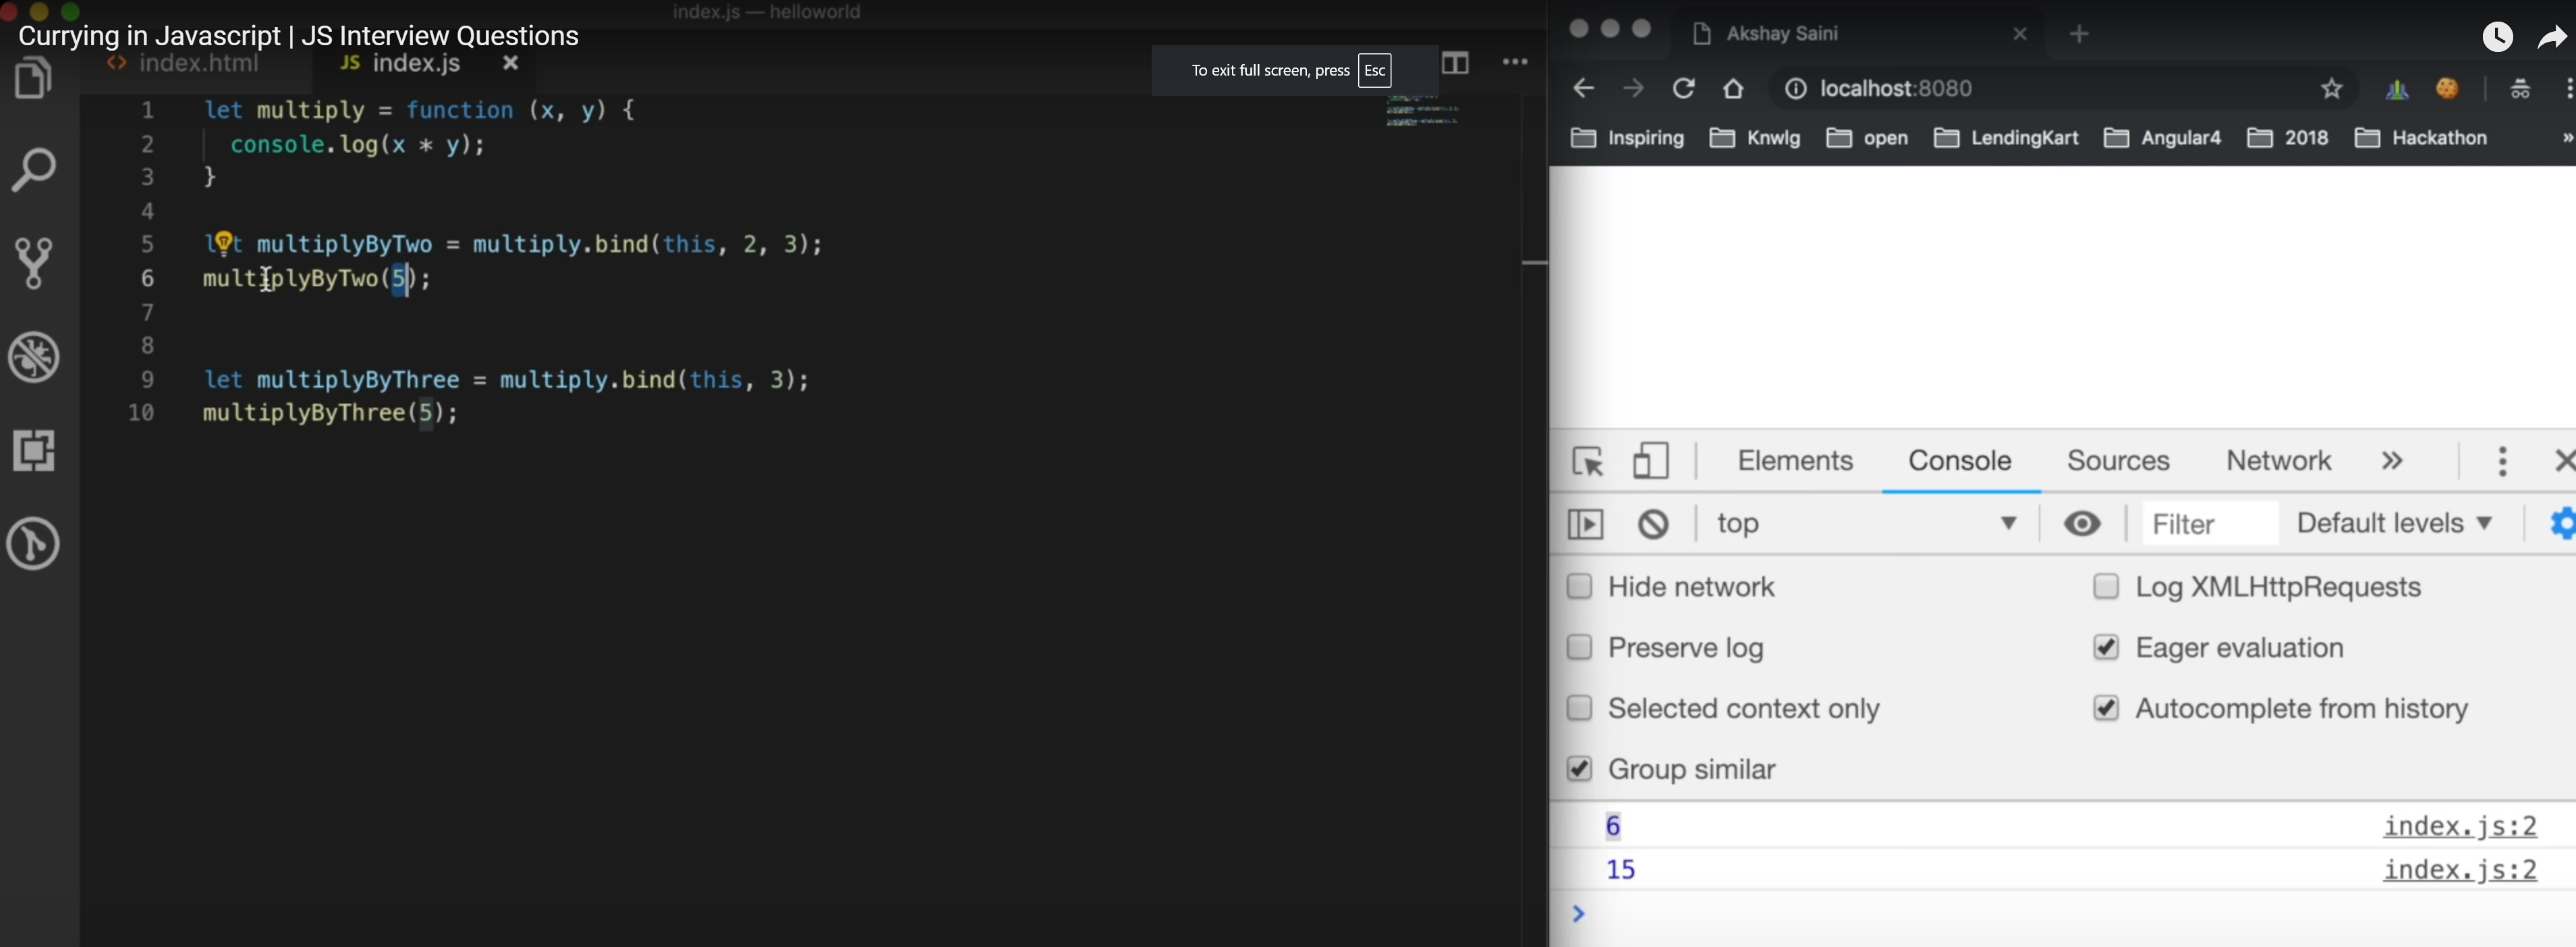 index.js — helloworld
Currying in Javascript | JS Interview Questions
<> index.html
JS index.js ×
To exit full screen, press Esc
1 let multiply = function (x, y) {
2 console.log(x * y);
3 }
4
5 let multiplyByTwo = multiply.bind(this, 2, 3);
6 multiplyByTwo(5);
7
8
9 let multiplyByThree = multiply.bind(this, 3);
10 multiplyByThree(5);
Akshay Saini
localhost:8080
Inspiring Knwlg open LendingKart Angular4 2018 Hackathon »
Elements Console Sources Network »
top Filter Default levels
Hide network Log XMLHttpRequests
Preserve log Eager evaluation
Selected context only Autocomplete from history
Group similar
6 index.js:2
15 index.js:2
>